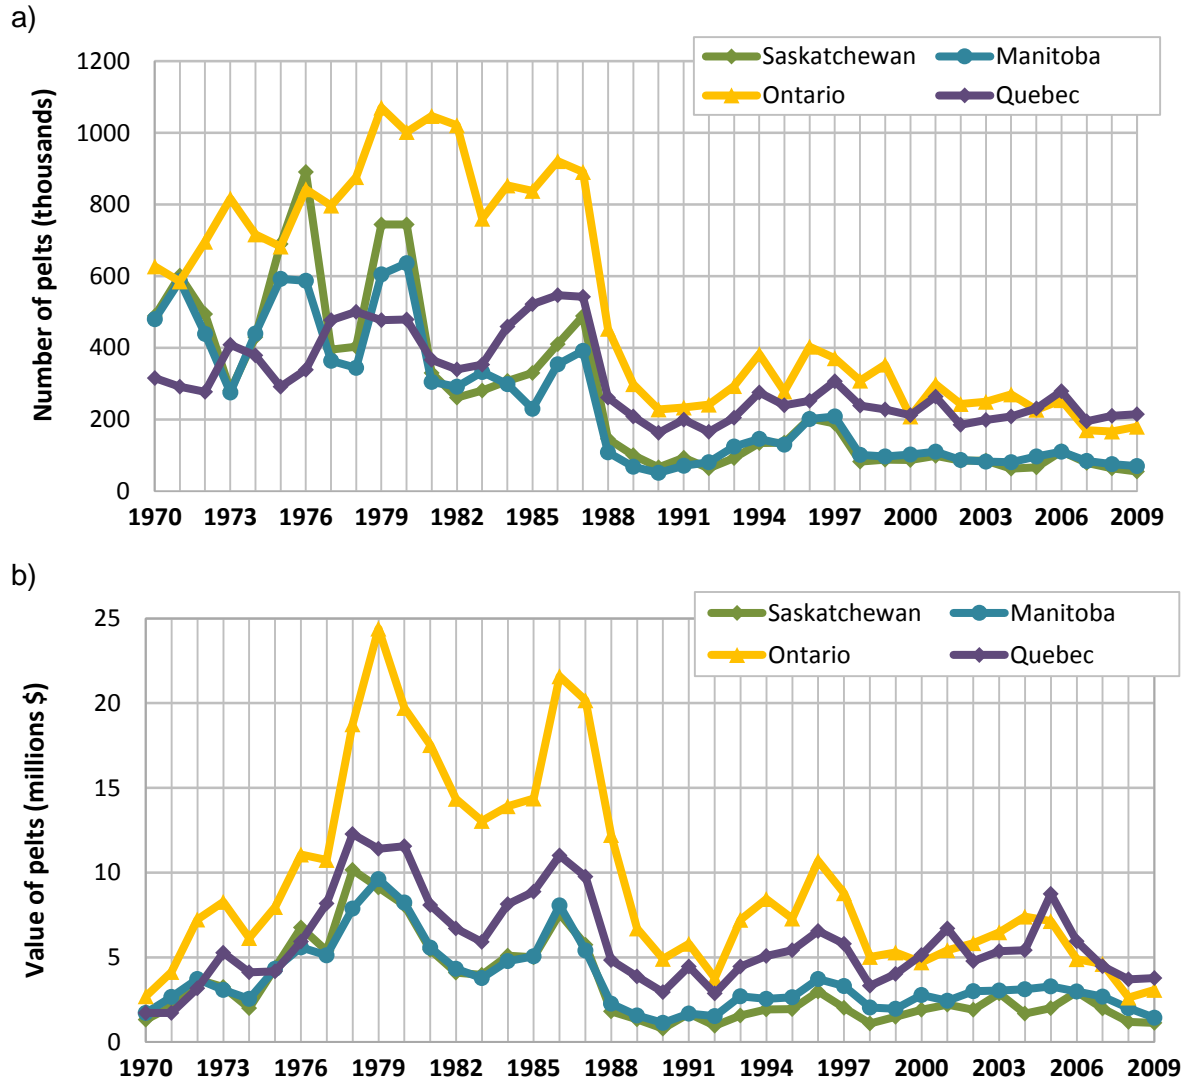 a)
Saskatchewan Manitoba
Ontario Quebec
Number of pelts (thousands)
1200
1000
800
600
400
200
0
1970 1973 1976 1979 1982 1985 1988 1991 1994 1997 2000 2003 2006 2009
b)
Saskatchewan Manitoba
Ontario Quebec
Value of pelts (millions $)
25
20
15
10
5
0
1970 1973 1976 1979 1982 1985 1988 1991 1994 1997 2000 2003 2006 2009